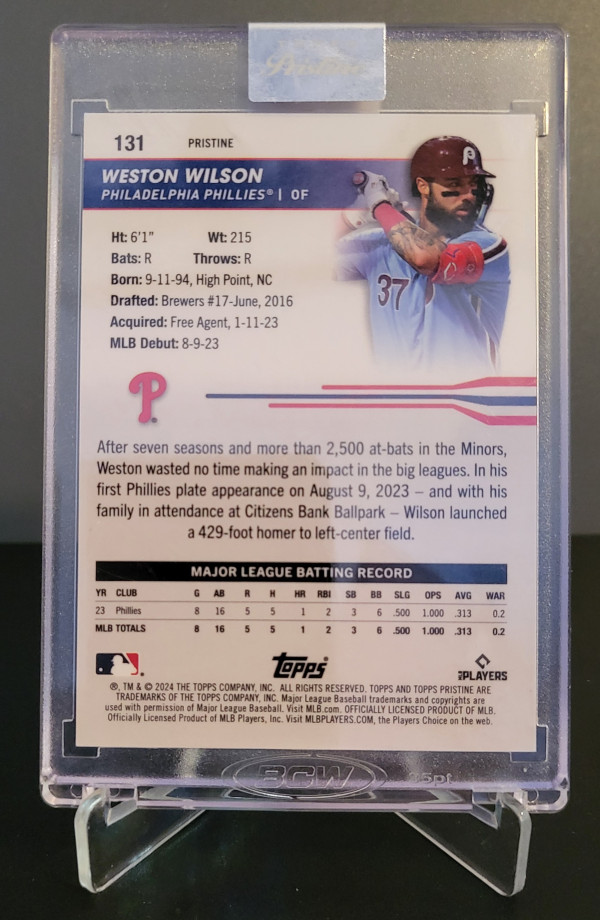 Pristine
131 PRISTINE
WESTON WILSON
PHILADELPHIA PHILLIES® | OF
P
37
Ht: 6'1" Wt: 215
Bats: R Throws: R
Born: 9-11-94, High Point, NC
Drafted: Brewers #17-June, 2016
Acquired: Free Agent, 1-11-23
MLB Debut: 8-9-23
P
After seven seasons and more than 2,500 at-bats in the Minors,
Weston wasted no time making an impact in the big leagues. In his
first Phillies plate appearance on August 9, 2023 – and with his
family in attendance at Citizens Bank Ballpark – Wilson launched
a 429-foot homer to left-center field.
MAJOR LEAGUE BATTING RECORD
YR CLUB G AB R H HR RBI SB BB SLG OPS AVG WAR
23 Phillies 8 16 5 5 1 2 3 6 .500 1.000 .313 0.2
MLB TOTALS 8 16 5 5 1 2 3 6 .500 1.000 .313 0.2
Topps® MLB PLAYERS
®, TM & © 2024 THE TOPPS COMPANY, INC. ALL RIGHTS RESERVED. TOPPS AND TOPPS PRISTINE ARE
TRADEMARKS OF THE TOPPS COMPANY, INC. Major League Baseball trademarks and copyrights are
used with permission of Major League Baseball. Visit MLB.com. OFFICIALLY LICENSED PRODUCT OF MLB.
Officially Licensed Product of MLB Players, Inc. Visit MLBPLAYERS.COM, the Players Choice on the web.
BCW 35pt